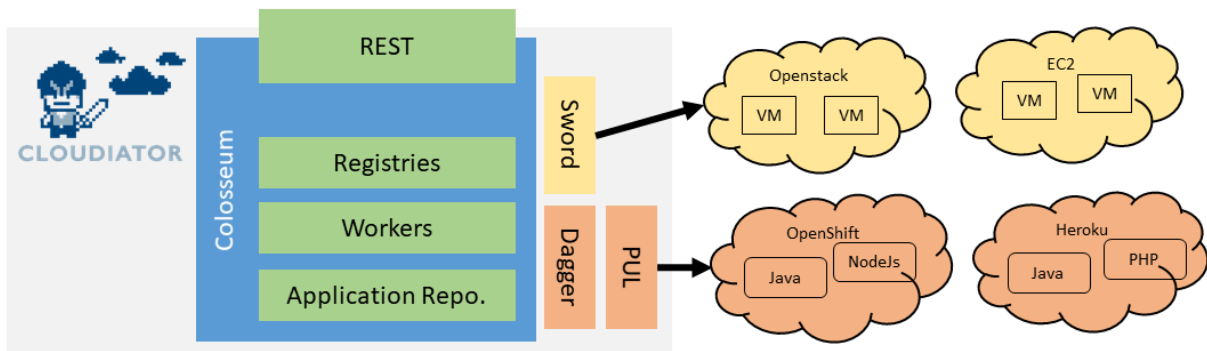 CLOUDIATOR
Colosseum
REST
Registries
Workers
Application Repo.
Sword
Dagger
PUL
Openstack
VM
VM
EC2
VM
VM
OpenShift
Java
NodeJs
Heroku
Java
PHP